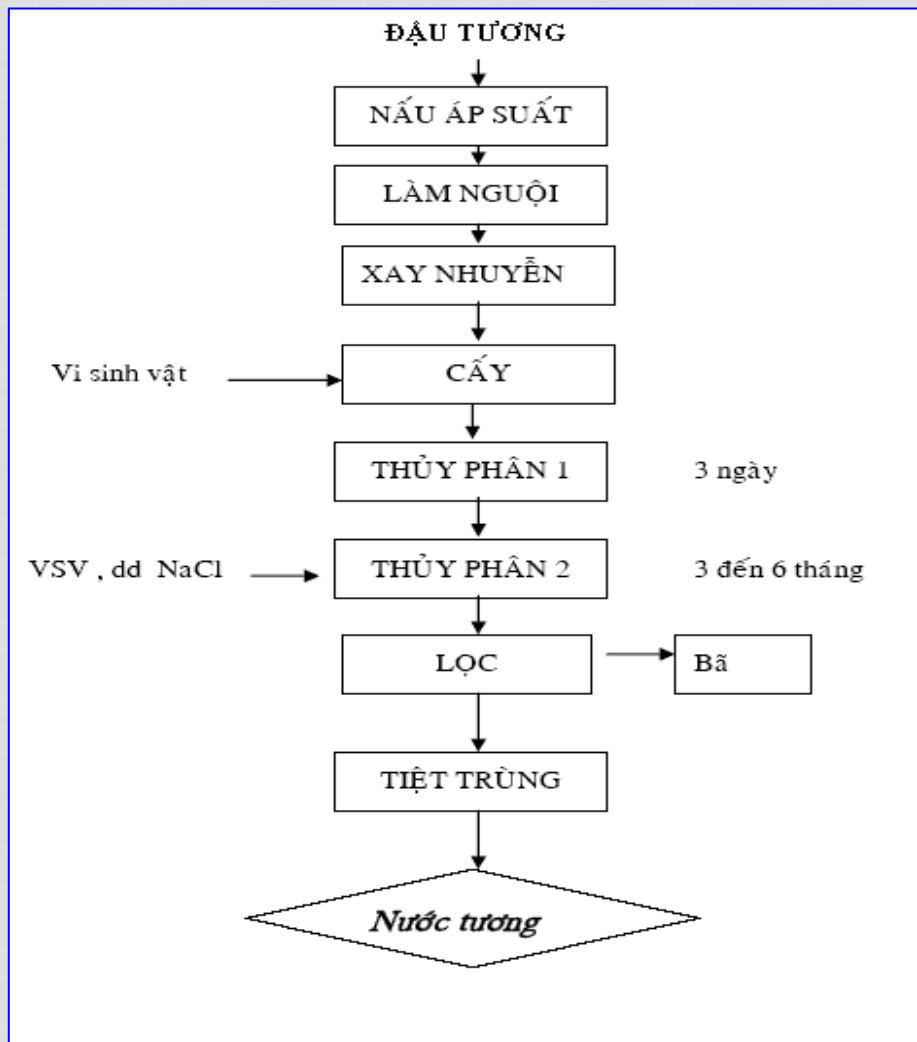 ĐẬU TƯƠNG
NẤU ÁP SUẤT
LÀM NGUỘI
XAY NHUYỄN
Vi sinh vật
CẤY
THỦY PHÂN 1
3 ngày
VSV , dd NaCl
THỦY PHÂN 2
3 đến 6 tháng
LỌC
Bã
TIỆT TRÙNG
Nước tương